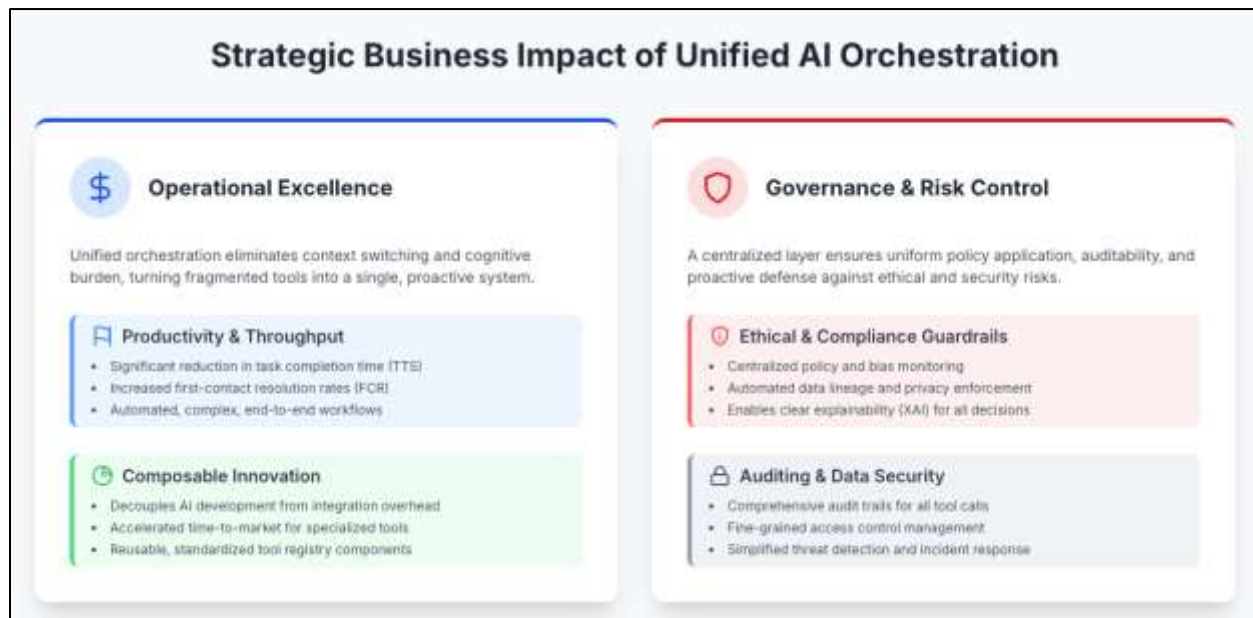 Strategic Business Impact of Unified AI Orchestration
Operational Excellence
Unified orchestration eliminates context switching and cognitive
burden, turning fragmented tools into a single, proactive system.
Productivity & Throughput
• Significant reduction in task completion time (TTS)
• Increased first-contact resolution rates (FCR)
• Automated, complex, end-to-end workflows
Composable Innovation
• Decouples AI development from integration overhead
• Accelerated time-to-market for specialized tools
• Reusable, standardized tool registry components
Governance & Risk Control
A centralized layer ensures uniform policy application, auditability, and
proactive defense against ethical and security risks.
Ethical & Compliance Guardrails
• Centralized policy and bias monitoring
• Automated data lineage and privacy enforcement
• Enables clear explainability (XAI) for all decisions
Auditing & Data Security
• Comprehensive audit trails for all tool calls
• Fine-grained access control management
• Simplified threat detection and incident response